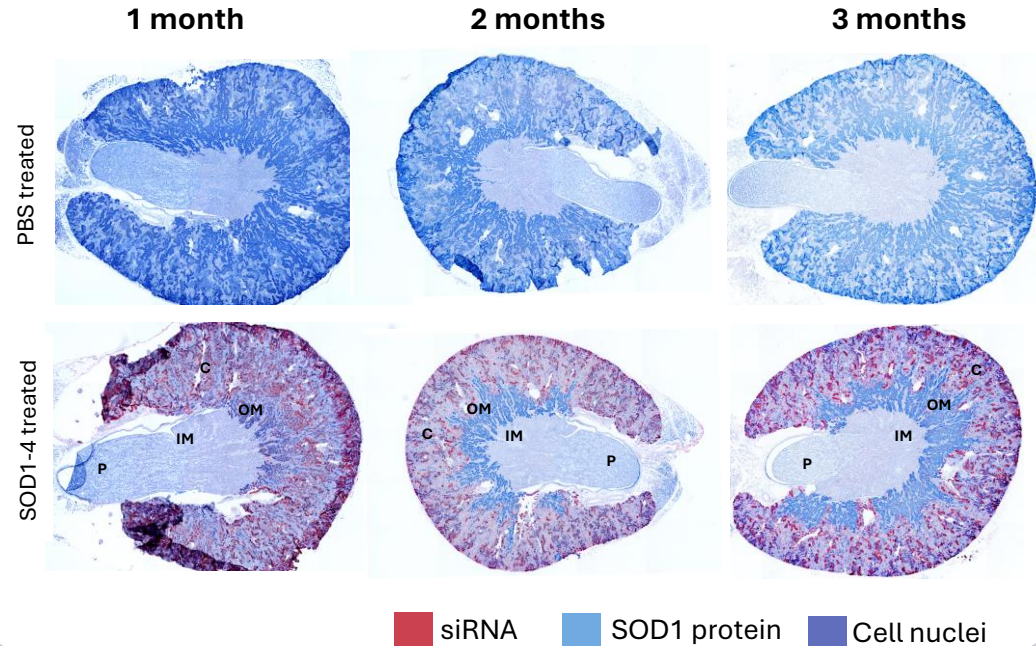 1 month
2 months
3 months
PBS treated
SOD1-4 treated
C
OM
IM
P
OM
C
IM
P
C
OM
IM
P
siRNA
SOD1 protein
Cell nuclei